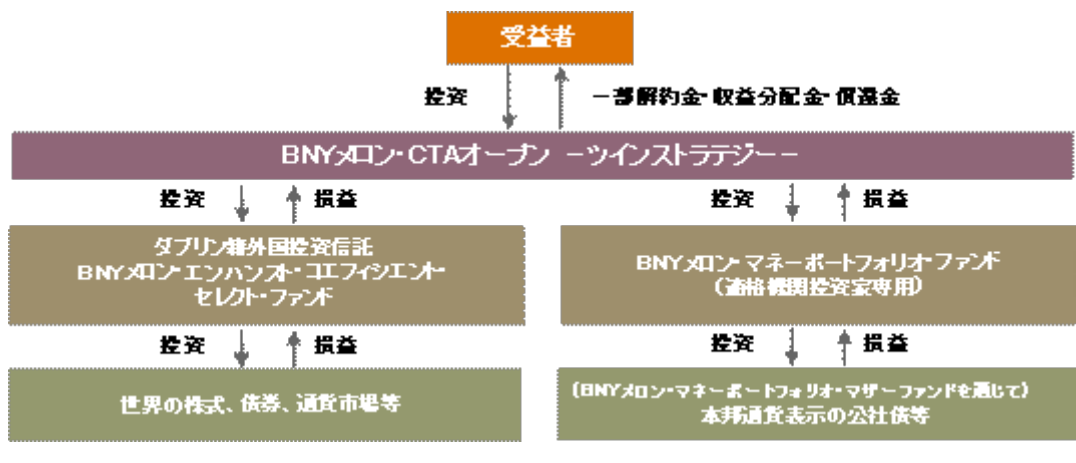 受益者
投資 一部解約金・収益分配金・償還金
BNYメロン・CTAオープン －ツインストラテジー－
投資 損益 投資 損益
ダブリン籍外国投資信託
BNYメロン・エンハンスト・コエフィシエント・
セレクト・ファンド
BNYメロン・マネーポートフォリオ・ファンド
(適格機関投資家専用)
投資 損益 投資 損益
世界の株式、債券、通貨市場等
(BNYメロン・マネーポートフォリオ・マザーファンドを通じて)
本邦通貨表示の公社債等